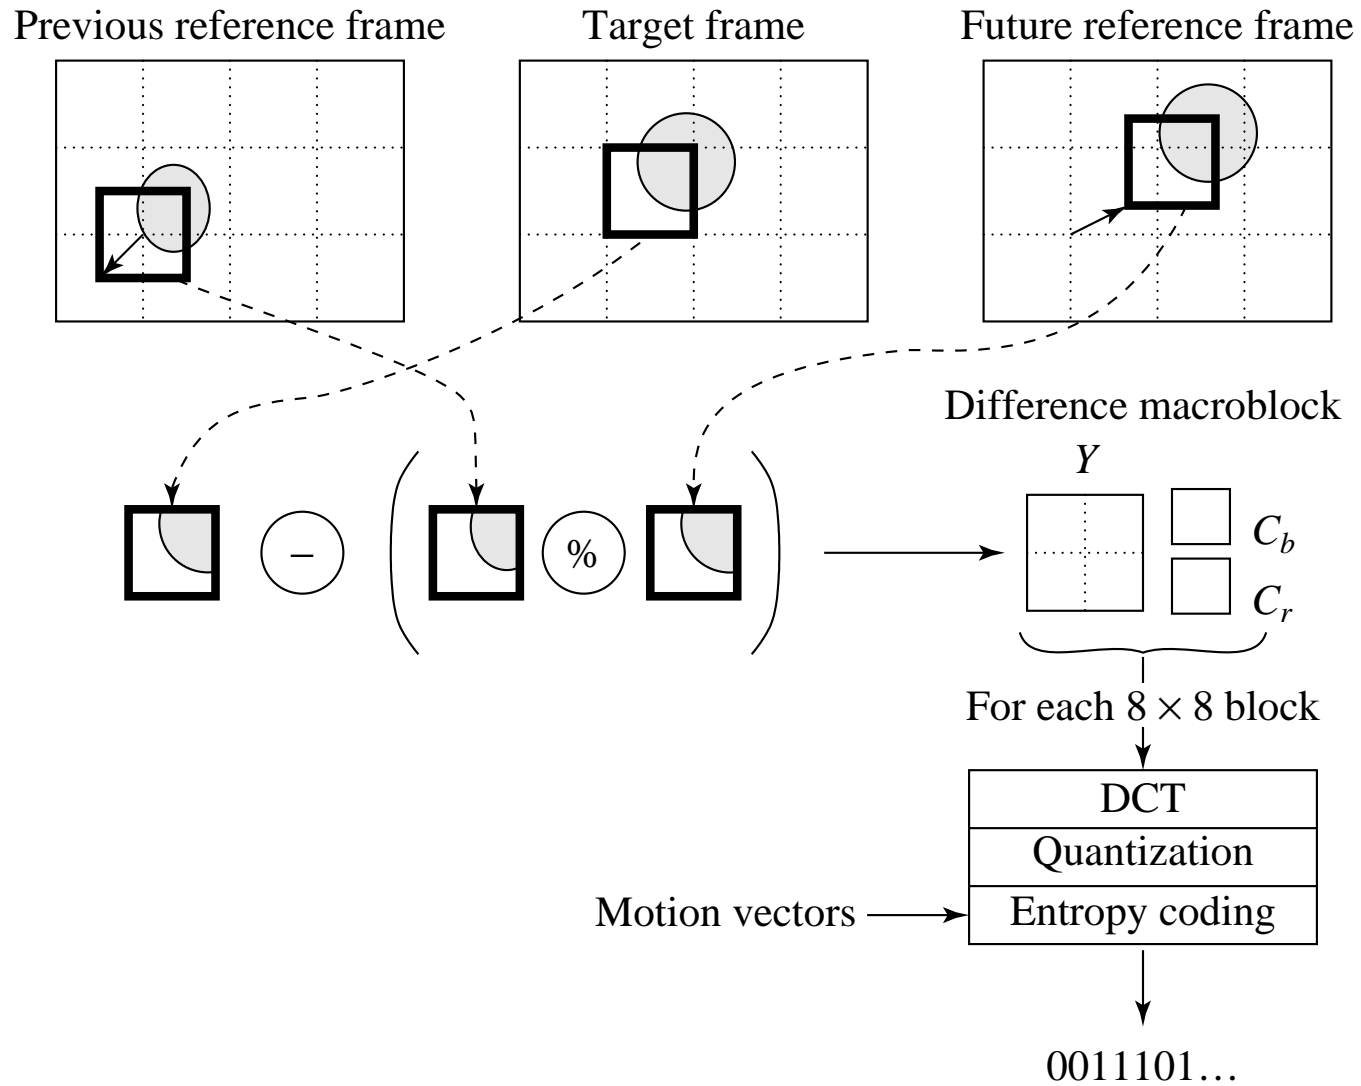 Previous reference frame
Target frame
Future reference frame
Difference macroblock
Y
−
%
C_b
C_r
For each 8 × 8 block
DCT
Quantization
Motion vectors
Entropy coding
0011101…